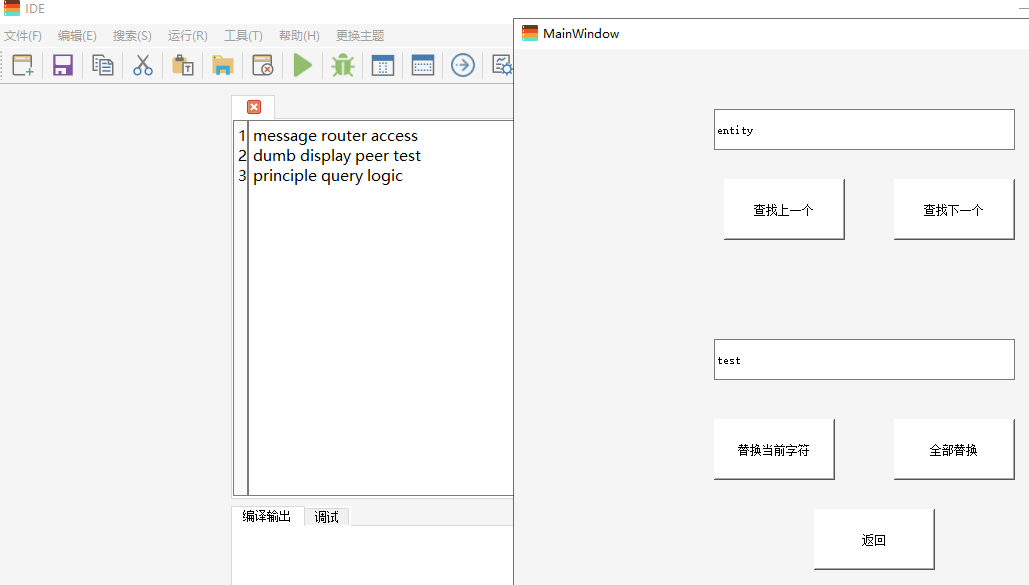 IDE
文件(F) 编辑(E) 搜索(S) 运行(R) 工具(T) 帮助(H) 更换主题
1 message router access
2 dumb display peer test
3 principle query logic
编译输出 调试
MainWindow
entity
查找上一个 查找下一个
test
替换当前字符 全部替换
返回